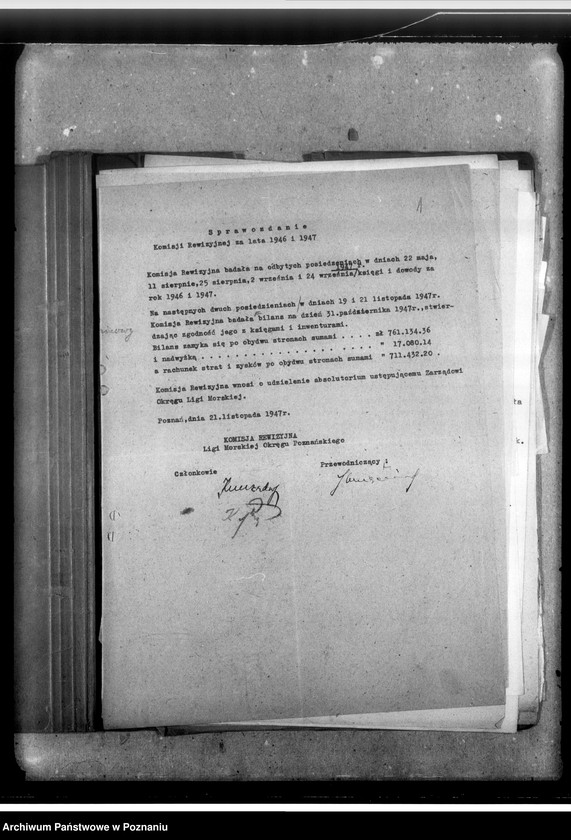 1
S p r a w o z d a n i e
Komisji Rewizyjnej za lata 1946 i 1947
Komisja Rewizyjna badała na odbytych posiedzeniach w dniach 22 maja,
1947 r.
11 sierpnia,25 sierpnia,2 września i 24 września/księgi i dowody za
rok 1946 i 1947.
Na następnych dwuch posiedzieniach w dniach 19 i 21 listopada 1947r.
Komisja Rewizyjna badała bilans na dzień 31.października 1947r.stwier-
dzając zgodność jego z księgami i inwenturami.
Bilans zamyka się po obydwu stronach sumami . . . . . zł 761.134.36
i nadwyżką . . . . . . . . . . . . . . . . . . . . " 17.080.14
a rachunek strat i zysków po obydwu stronach sumami " 711.432.20 .
Komisja Rewizyjna wnosi o udzielenie absolutorium ustępującemu Zarządowi
Okręgu Ligi Morskiej.
Poznań,dnia 21.listopada 1947r.
KOMISJA REWIZYJNA
Ligi Morskiej Okręgu Poznańskiego
Członkowie
Przewodniczący :
ta
k.
Archiwum Państwowe w Poznaniu